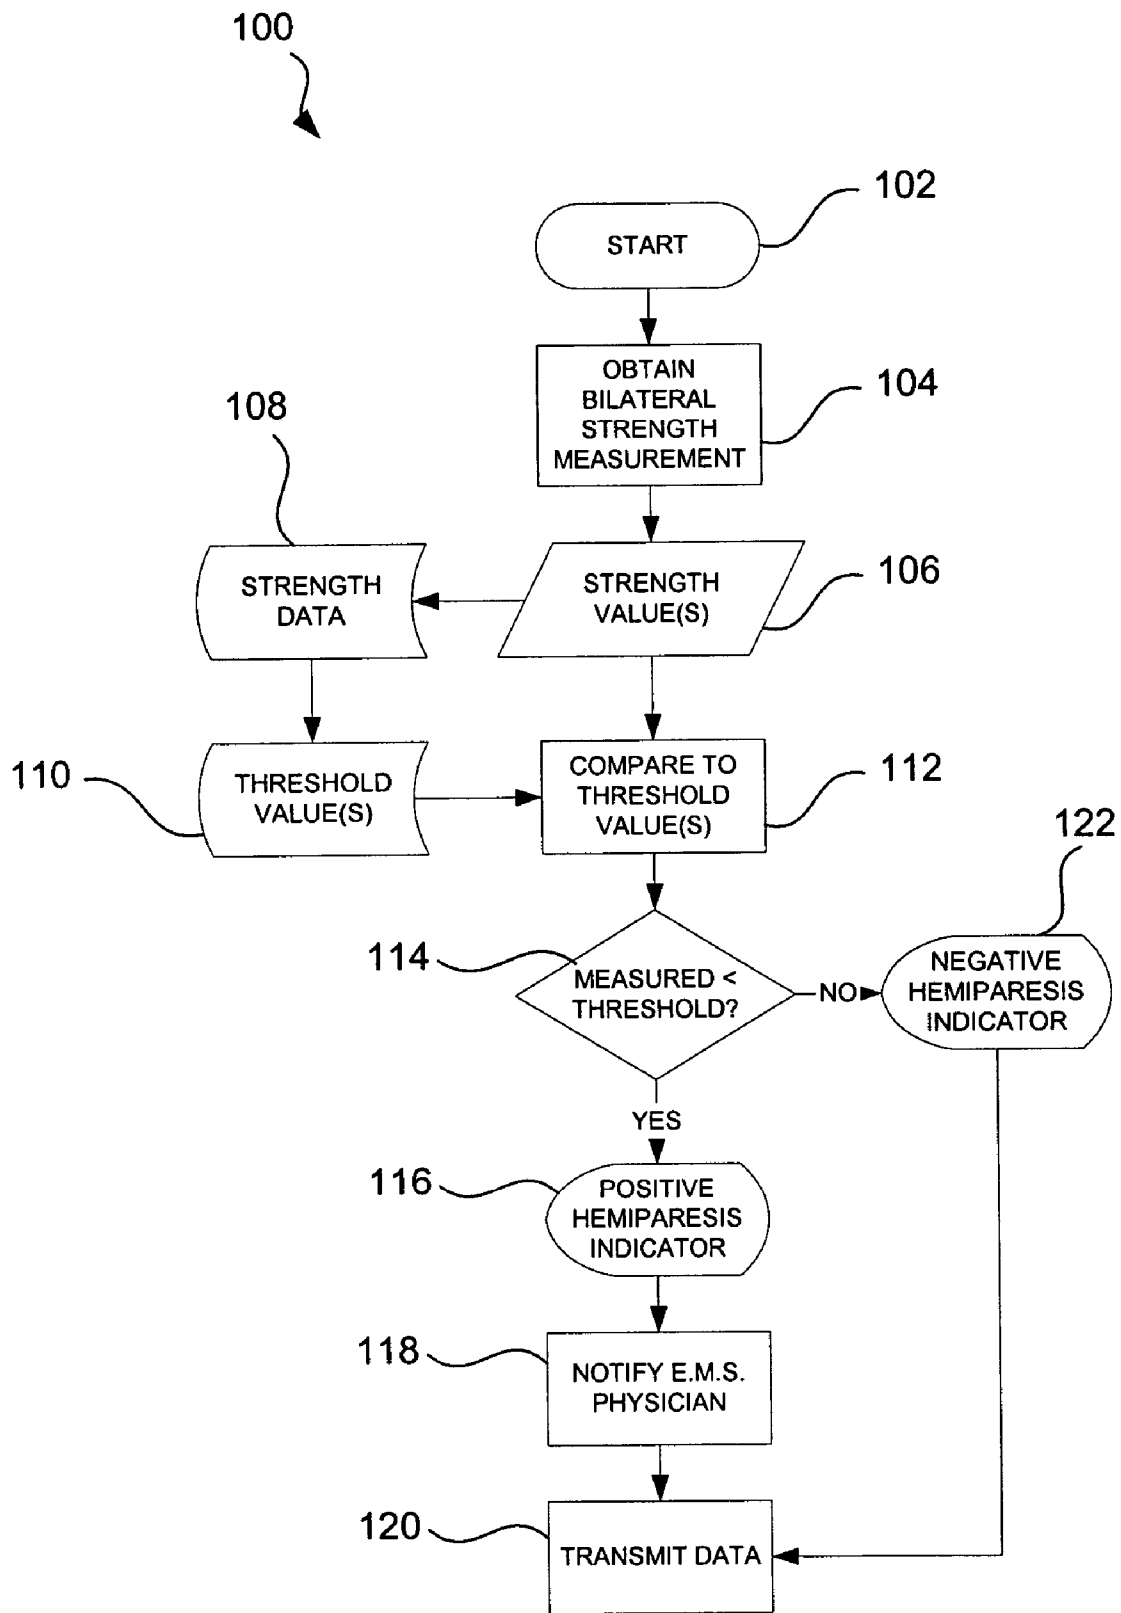 100
102
START
OBTAIN
BILATERAL
STRENGTH
MEASUREMENT
104
108
STRENGTH
DATA
STRENGTH
VALUE(S)
106
110
THRESHOLD
VALUE(S)
COMPARE TO
THRESHOLD
VALUE(S)
112
122
114
MEASURED <
THRESHOLD?
NO
NEGATIVE
HEMIPARESIS
INDICATOR
YES
116
POSITIVE
HEMIPARESIS
INDICATOR
118
NOTIFY E.M.S.
PHYSICIAN
120
TRANSMIT DATA